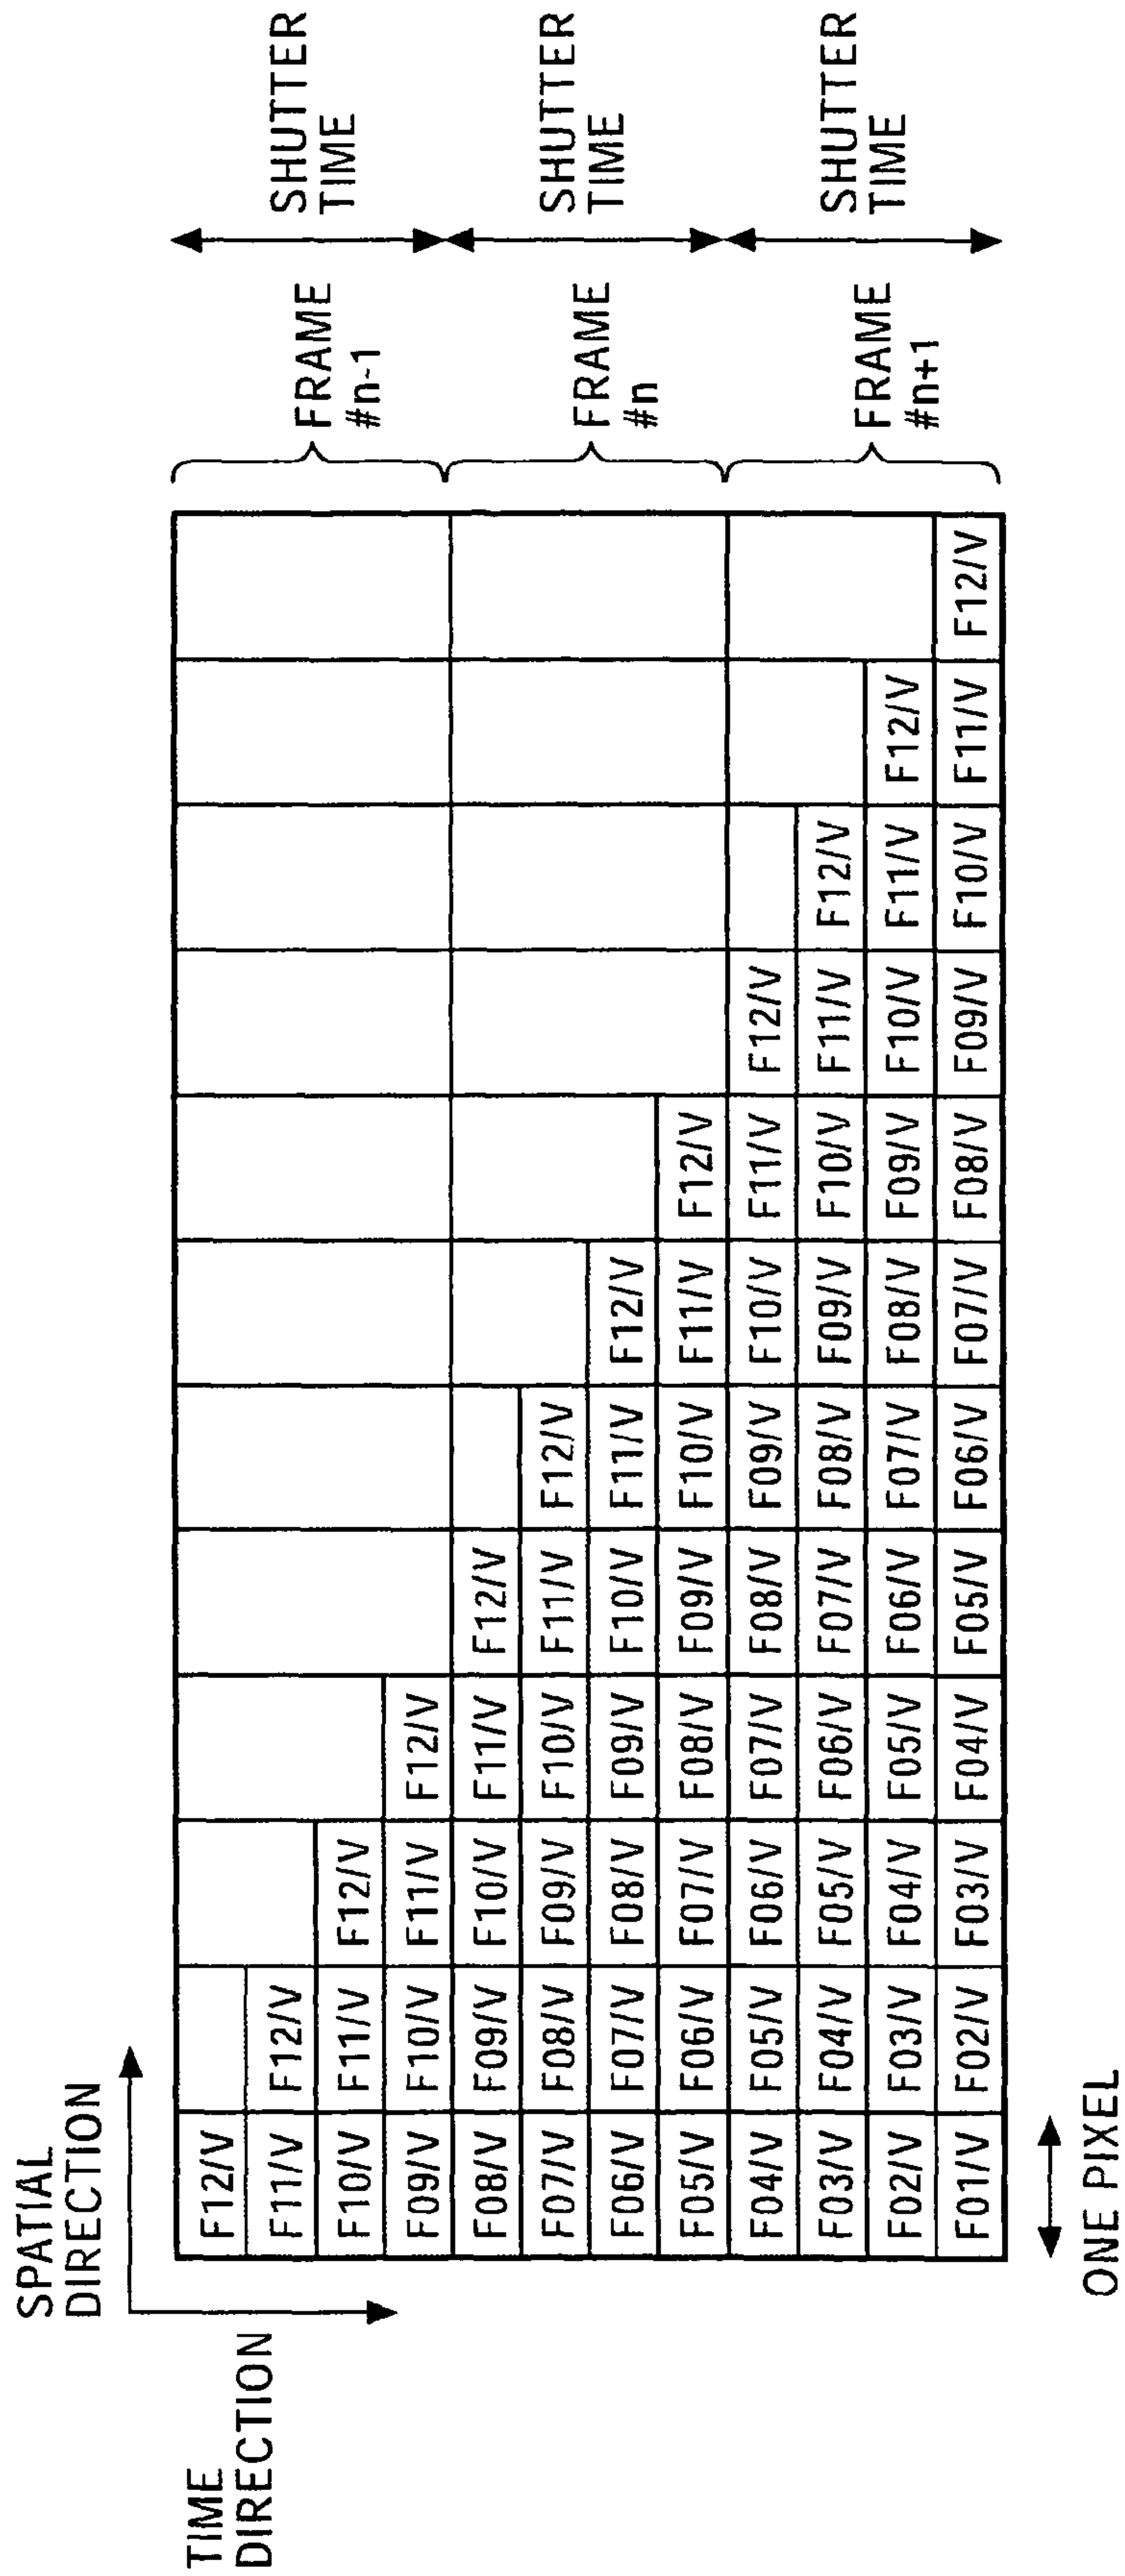 SPATIAL
DIRECTION
TIME
DIRECTION
F12/V
F11/V F12/V
F10/V F11/V F12/V
F09/V F10/V F11/V F12/V
FRAME
#n-1
SHUTTER
TIME
F08/V F09/V F10/V F11/V F12/V
F07/V F08/V F09/V F10/V F11/V F12/V
F06/V F07/V F08/V F09/V F10/V F11/V F12/V
F05/V F06/V F07/V F08/V F09/V F10/V F11/V F12/V
FRAME
#n
SHUTTER
TIME
F04/V F05/V F06/V F07/V F08/V F09/V F10/V F11/V F12/V
F03/V F04/V F05/V F06/V F07/V F08/V F09/V F10/V F11/V F12/V
F02/V F03/V F04/V F05/V F06/V F07/V F08/V F09/V F10/V F11/V F12/V
F01/V F02/V F03/V F04/V F05/V F06/V F07/V F08/V F09/V F10/V F11/V F12/V
FRAME
#n+1
SHUTTER
TIME
ONE PIXEL